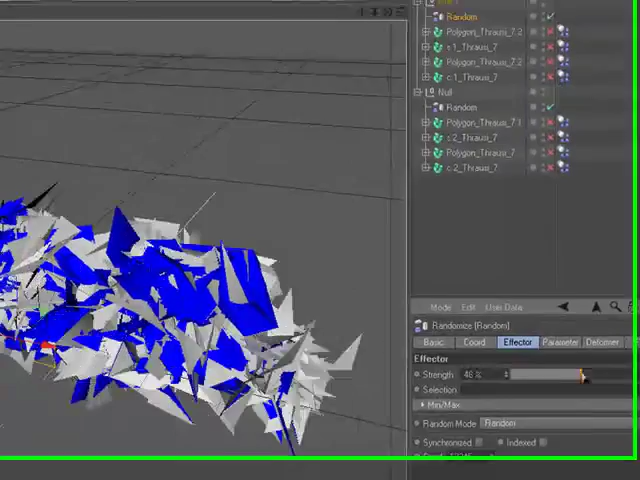 Random
Polygon_Thrausi_7.2
c.1_Thrausi_7
Polygon_Thrausi_7.2
c.1_Thrausi_7
Null
Random
Polygon_Thrausi_7.1
c.2_Thrausi_7
Polygon_Thrausi_7
c.2_Thrausi_7
Mode Edit User Data
Randomize [Random]
Basic Coord. Effector Parameter Deformer
Effector
Strength 48 %
Selection
Min/Max
Random Mode Random
Synchronized Indexed